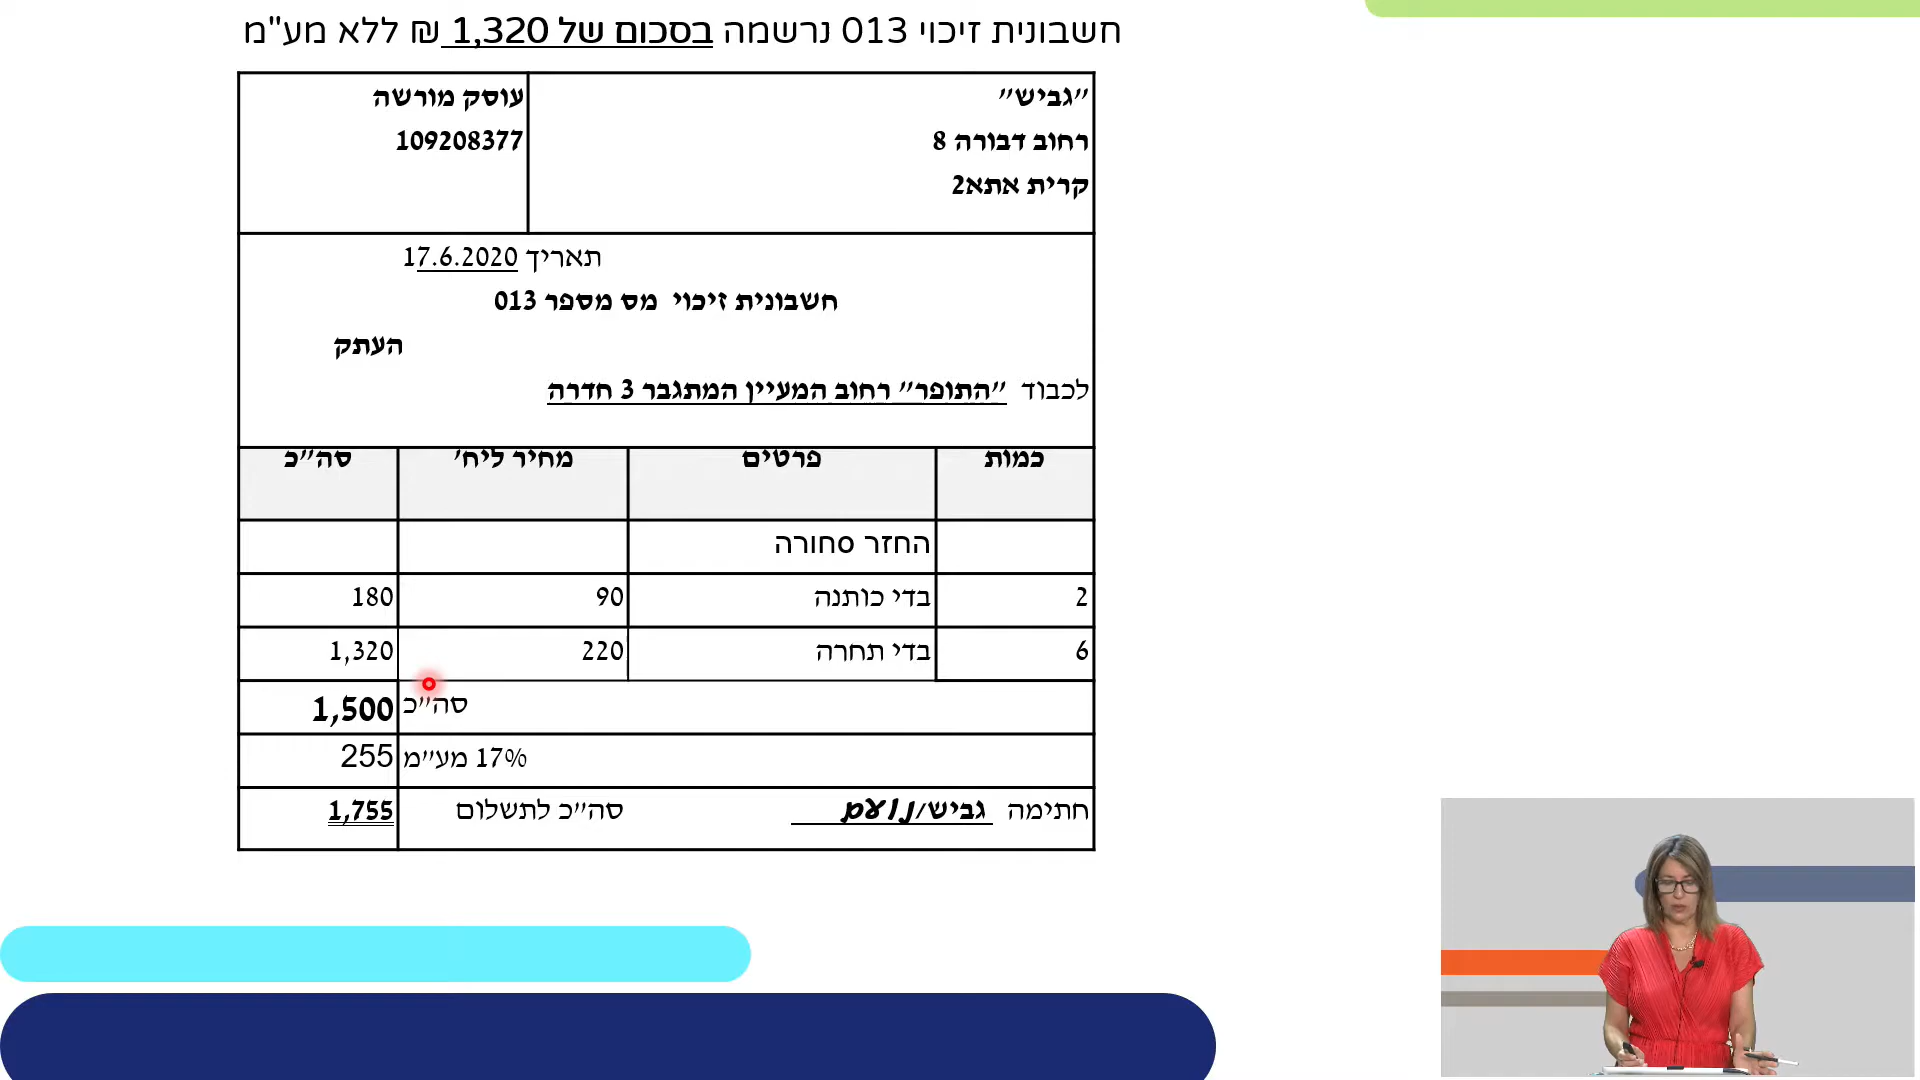 חשבונית זיכוי 013 נרשמה בסכום של 1,320 ₪ ללא מע"מ
"גביש"
רחוב דבורה 8
קרית אתא2
עוסק מורשה
109208377
תאריך 17.6.2020
חשבונית זיכוי מס מספר 013
העתק
לכבוד "התופר" רחוב המעיין המתגבר 3 חדרה
כמות פרטים מחיר ליח' סה"כ
החזר סחורה
2 בדי כותנה 90 180
6 בדי תחרה 220 1,320
סה"כ 1,500
17% מע"מ 255
חתימה גביש/נועם סה"כ לתשלום 1,755